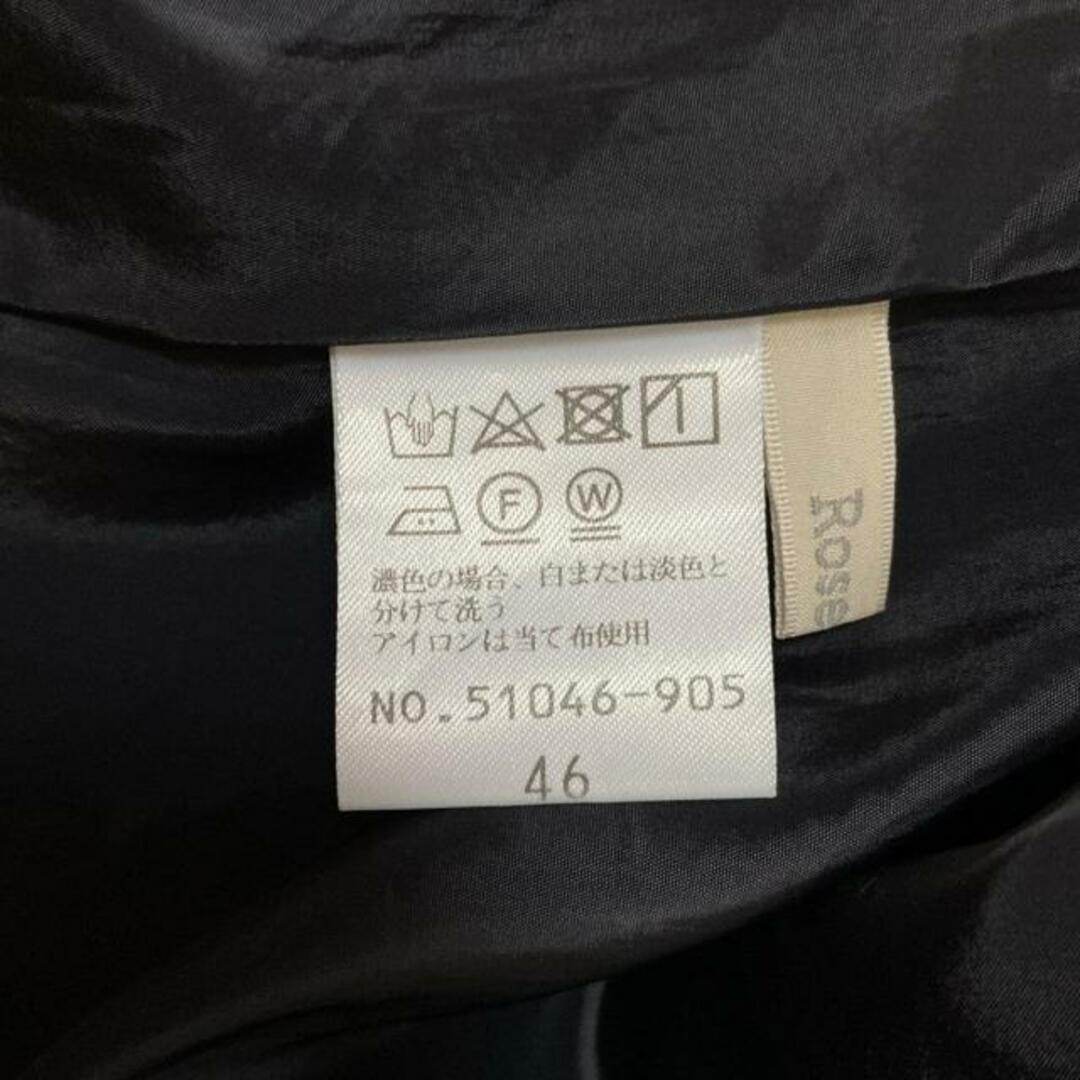 F W
濃色の場合、白または淡色と
分けて洗う
アイロンは当て布使用
NO.51046-905
46
Rose